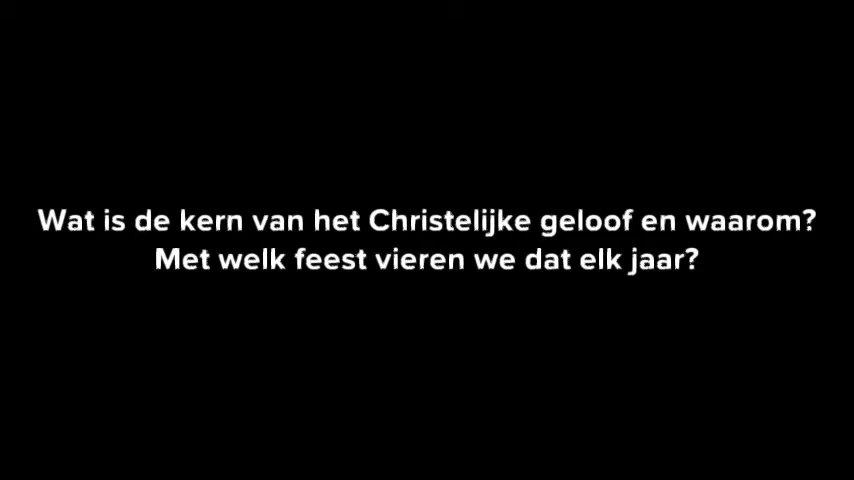 Wat is de kern van het Christelijke geloof en waarom?
Met welk feest vieren we dat elk jaar?